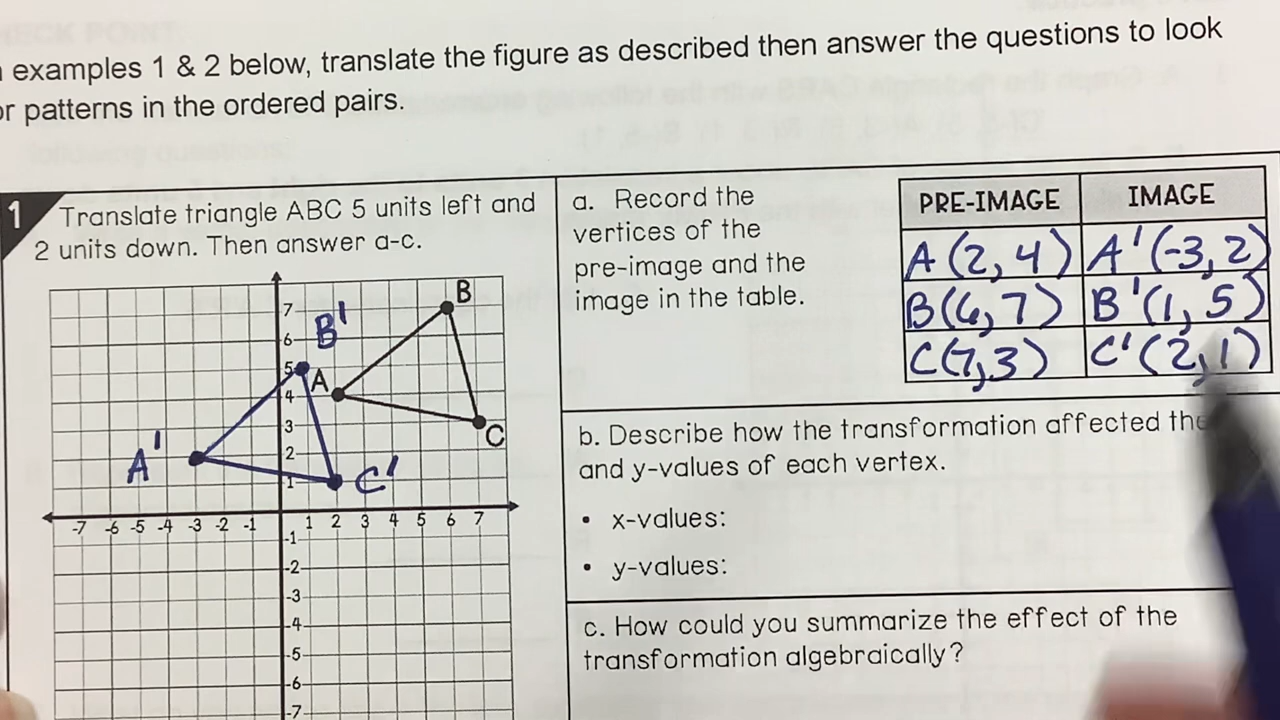 examples 1 & 2 below, translate the figure as described then answer the questions to look
patterns in the ordered pairs.
1
Translate triangle ABC 5 units left and
2 units down. Then answer a-c.
7
6
5
4
3
2
1
-7 -6 -5 -4 -3 -2 -1 1 2 3 4 5 6 7
-1
-2
-3
-4
-5
-6
-7
A
B
C
A'
B'
C'
a. Record the
vertices of the
pre-image and the
image in the table.
PRE-IMAGE IMAGE
A (2, 4) A' (-3, 2)
B (6, 7) B' (1, 5)
C (7, 3) C' (2, 1)
b. Describe how the transformation affected the
and y-values of each vertex.
• x-values:
• y-values:
c. How could you summarize the effect of the
transformation algebraically?